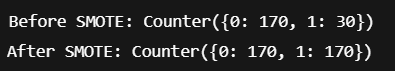 Before SMOTE: Counter({0: 170, 1: 30})
After SMOTE: Counter({0: 170, 1: 170})